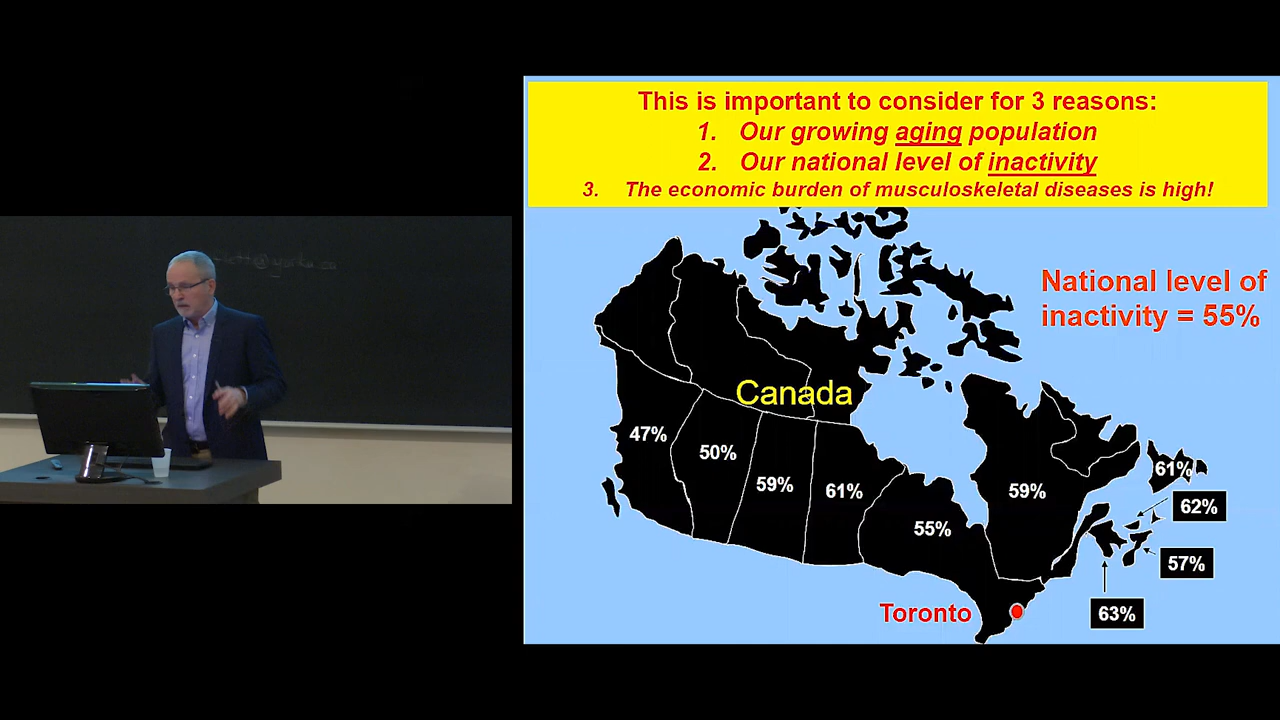 This is important to consider for 3 reasons:
1. Our growing aging population
2. Our national level of inactivity
3. The economic burden of musculoskeletal diseases is high!
National level of
inactivity = 55%
Canada
47%
50%
59%
61%
55%
59%
61%
62%
57%
63%
Toronto